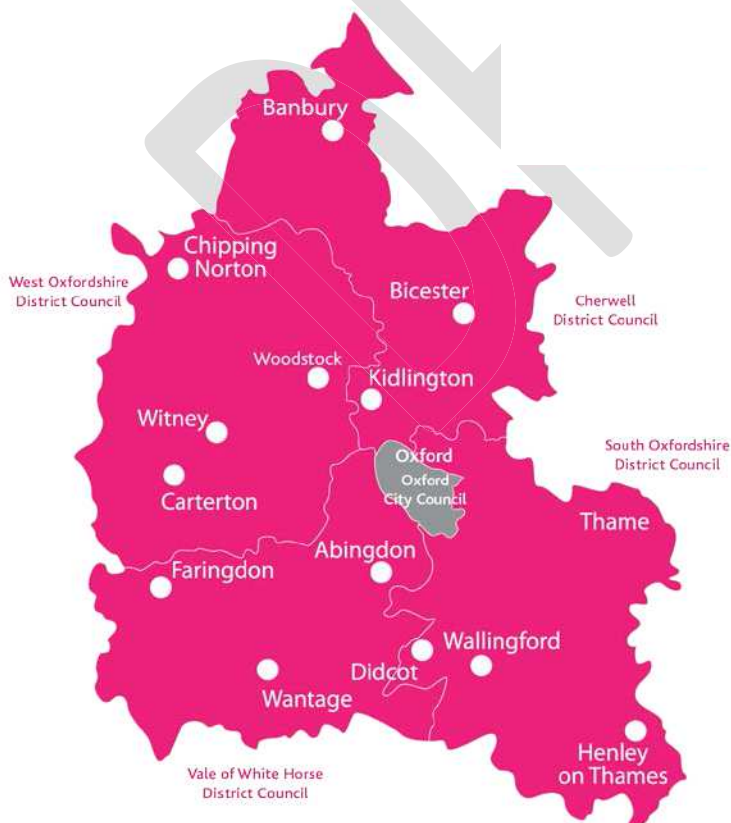 Banbury
Chipping
Norton
West Oxfordshire
District Council
Bicester
Cherwell
District Council
Woodstock
Kidlington
Witney
Oxford
South Oxfordshire
District Council
Oxford
City Council
Carterton
Thame
Abingdon
Faringdon
Wallingford
Didcot
Wantage
Henley
on Thames
Vale of White Horse
District Council